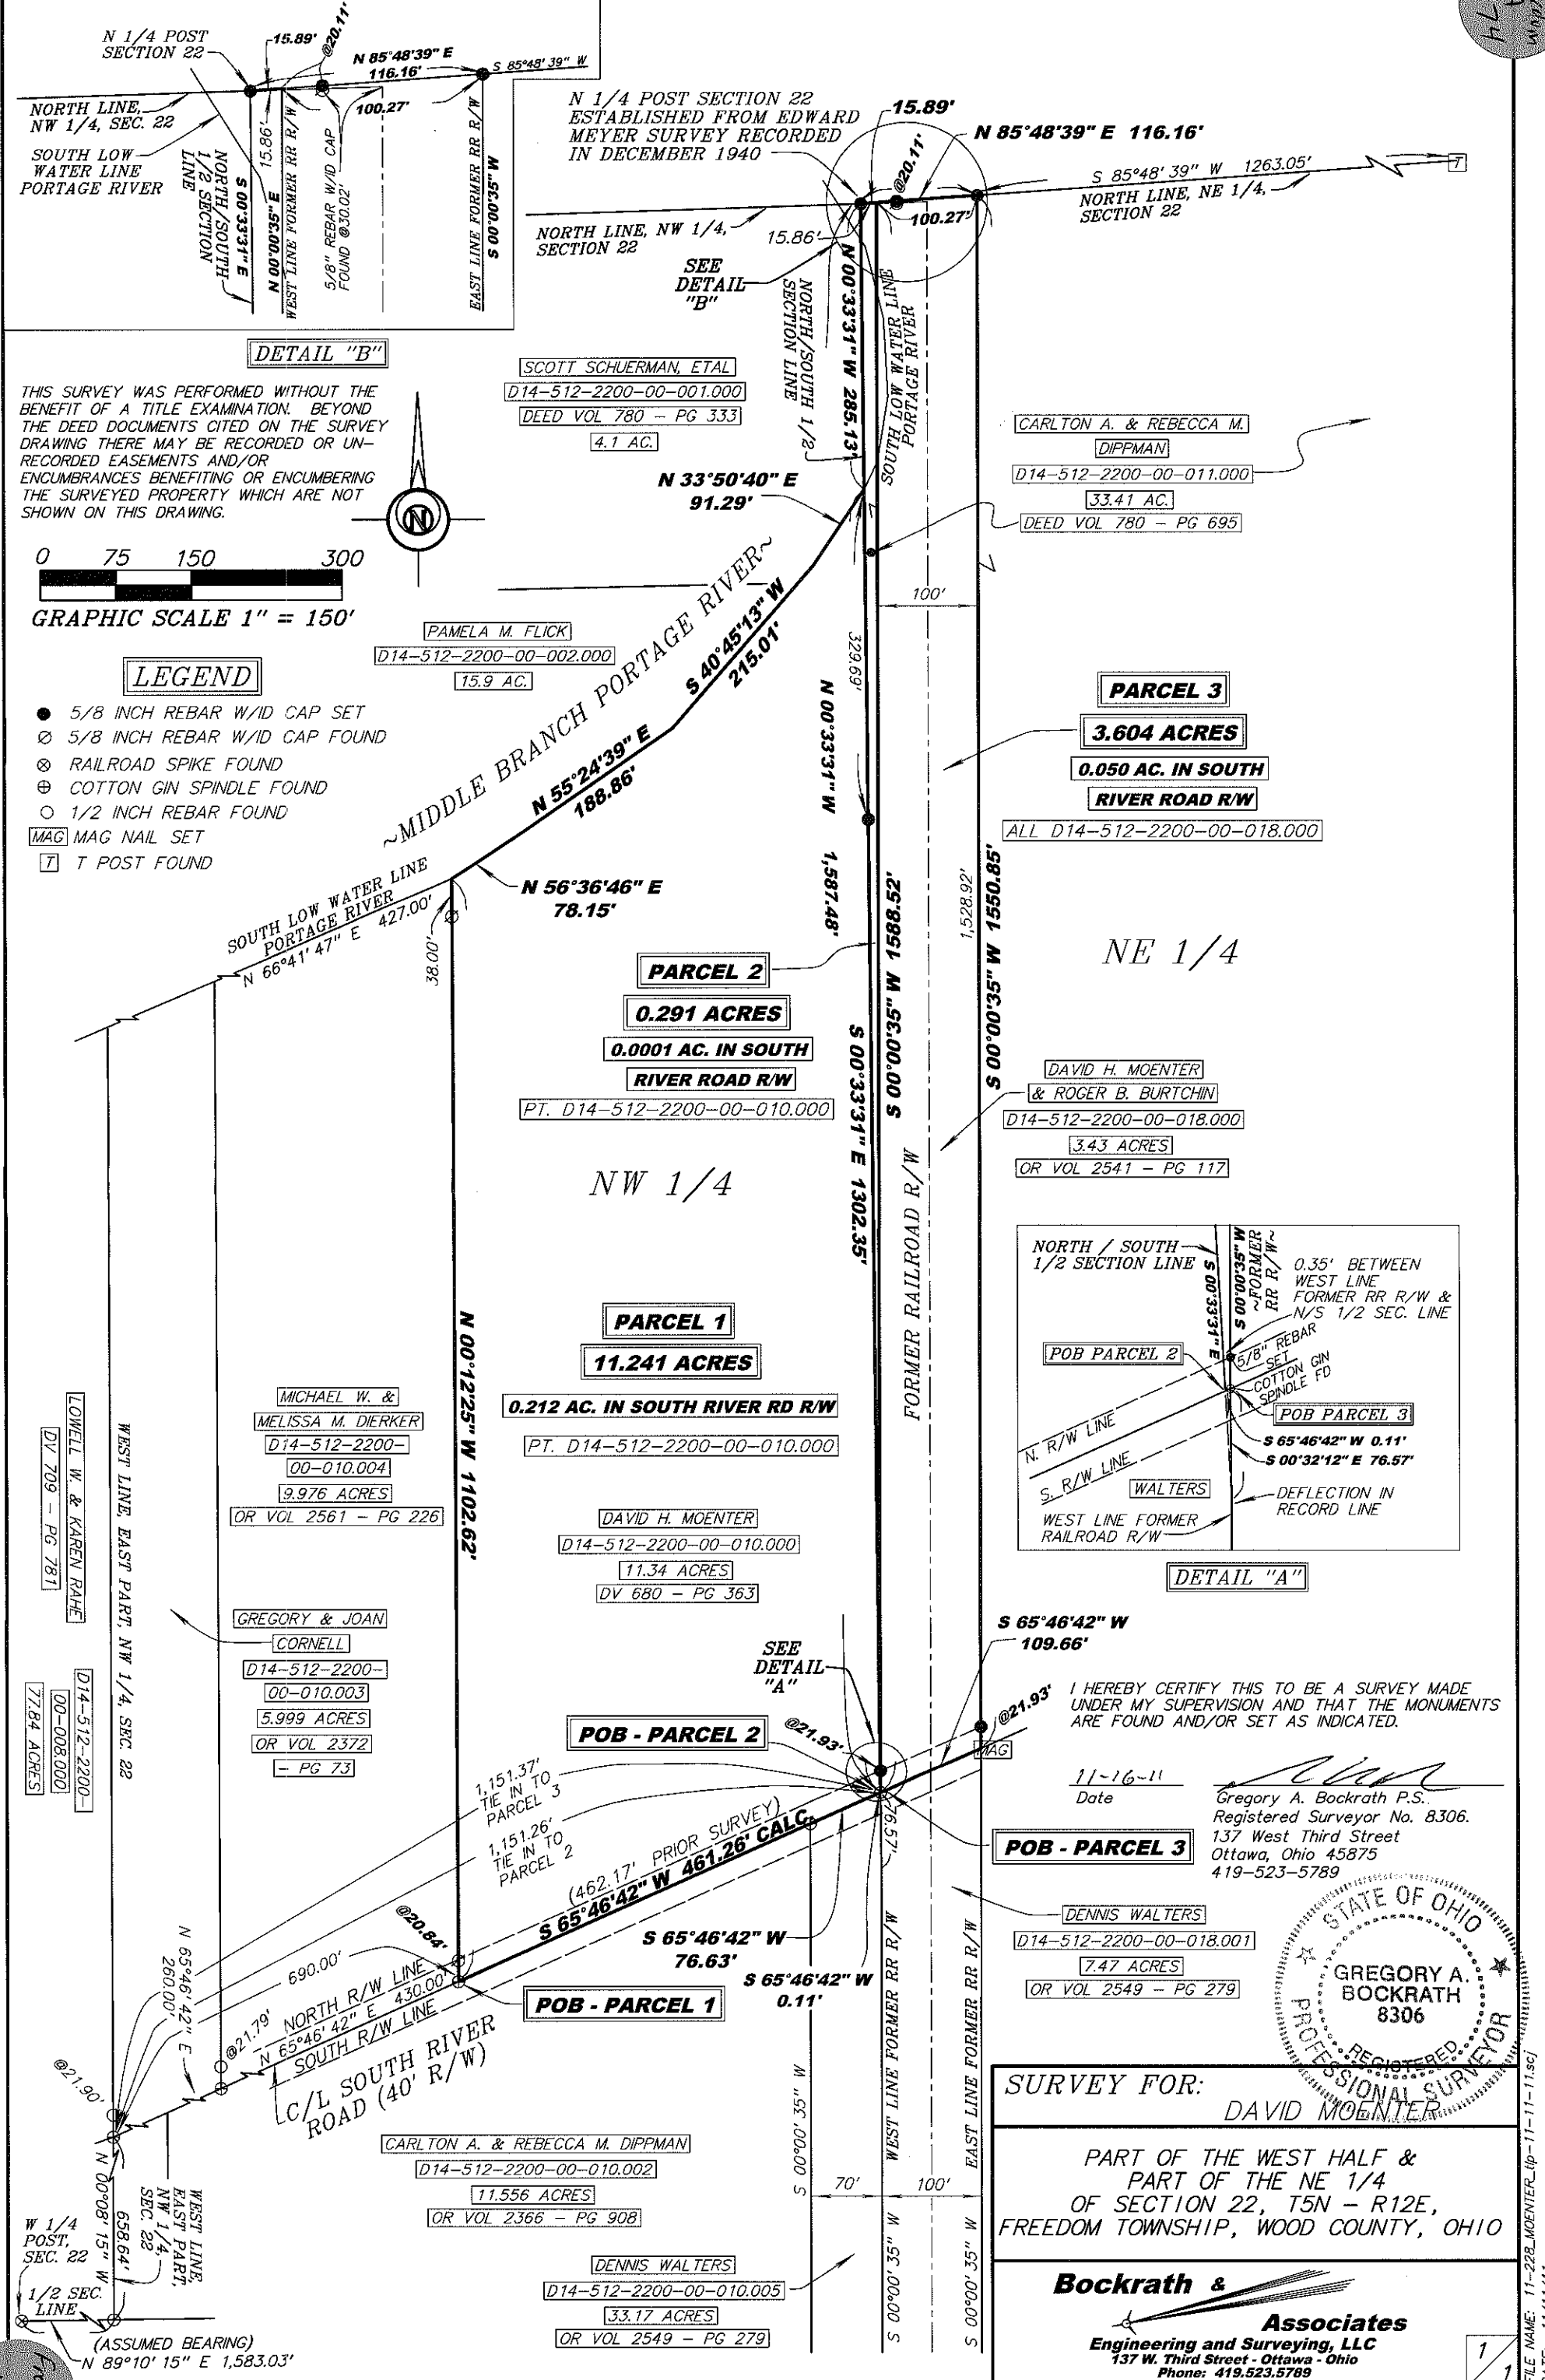 N 1/4 POST
SECTION 22
15.89'
@20.11'
N 85°48'39" E
116.16'
S 85°48'39" W
NORTH LINE,
NW 1/4, SEC. 22
100.27'
SOUTH LOW
WATER LINE
PORTAGE RIVER
NORTH/SOUTH
1/2 SECTION
LINE
S 00°33'31" E
15.86'
N 00°00'35" E
WEST LINE FORMER RR R/W
5/8" REBAR W/ID CAP
FOUND @30.02'
EAST LINE FORMER RR R/W
S 00°00'35" W
DETAIL "B"
N 1/4 POST SECTION 22
ESTABLISHED FROM EDWARD
MEYER SURVEY RECORDED
IN DECEMBER 1940
15.89'
@20.11'
N 85°48'39" E 116.16'
S 85°48'39" W 1263.05'
T
NORTH LINE, NE 1/4,
SECTION 22
NORTH LINE, NW 1/4,
SECTION 22
15.86'
100.27'
SEE
DETAIL
"B"
N 00°33'31" W 285.13'
NORTH/SOUTH 1/2
SECTION LINE
SOUTH LOW WATER LINE
PORTAGE RIVER
THIS SURVEY WAS PERFORMED WITHOUT THE
BENEFIT OF A TITLE EXAMINATION. BEYOND
THE DEED DOCUMENTS CITED ON THE SURVEY
DRAWING THERE MAY BE RECORDED OR UN-
RECORDED EASEMENTS AND/OR
ENCUMBRANCES BENEFITING OR ENCUMBERING
THE SURVEYED PROPERTY WHICH ARE NOT
SHOWN ON THIS DRAWING.
N
0 75 150 300
GRAPHIC SCALE 1" = 150'
SCOTT SCHUERMAN, ETAL
D14-512-2200-00-001.000
DEED VOL 780 - PG 333
4.1 AC.
N 33°50'40" E
91.29'
CARLTON A. & REBECCA M.
DIPPMAN
D14-512-2200-00-011.000
33.41 AC.
DEED VOL 780 - PG 695
LEGEND
5/8 INCH REBAR W/ID CAP SET
5/8 INCH REBAR W/ID CAP FOUND
RAILROAD SPIKE FOUND
COTTON GIN SPINDLE FOUND
1/2 INCH REBAR FOUND
MAG MAG NAIL SET
T T POST FOUND
PAMELA M. FLICK
D14-512-2200-00-002.000
15.9 AC.
~MIDDLE BRANCH PORTAGE RIVER~
S 40°45'13" W
215.01'
N 55°24'39" E
188.86'
N 56°36'46" E
78.15'
SOUTH LOW WATER LINE
PORTAGE RIVER
N 66°41'47" E 427.00'
38.00'
100'
329.69'
N 00°33'31" W 1,587.48'
S 00°00'35" W 1588.52'
1,528.92'
S 00°00'35" W 1550.85'
S 00°33'31" E 1302.35'
FORMER RAILROAD R/W
PARCEL 3
3.604 ACRES
0.050 AC. IN SOUTH
RIVER ROAD R/W
ALL D14-512-2200-00-018.000
NE 1/4
PARCEL 2
0.291 ACRES
0.0001 AC. IN SOUTH
RIVER ROAD R/W
PT. D14-512-2200-00-010.000
NW 1/4
DAVID H. MOENTER
& ROGER B. BURTCHIN
D14-512-2200-00-018.000
3.43 ACRES
OR VOL 2541 - PG 117
PARCEL 1
11.241 ACRES
0.212 AC. IN SOUTH RIVER RD R/W
PT. D14-512-2200-00-010.000
DAVID H. MOENTER
D14-512-2200-00-010.000
11.34 ACRES
DV 680 - PG 363
N 00°12'25" W 1102.62'
MICHAEL W. &
MELISSA M. DIERKER
D14-512-2200-
00-010.004
9.976 ACRES
OR VOL 2561 - PG 226
GREGORY & JOAN
CORNELL
D14-512-2200-
00-010.003
5.999 ACRES
OR VOL 2372
- PG 73
WEST LINE, EAST PART, NW 1/4, SEC. 22
LOWELL W. & KAREN RAHE
DV 709 - PG 781
D14-512-2200-
00-008.000
77.84 ACRES
NORTH / SOUTH
1/2 SECTION LINE
S 00°33'31" E
S 00°00'35" W
~FORMER
RR R/W~
0.35' BETWEEN
WEST LINE
FORMER RR R/W &
N/S 1/2 SEC. LINE
POB PARCEL 2
5/8" REBAR
SET
COTTON GIN
SPINDLE FD
POB PARCEL 3
N. R/W LINE
S. R/W LINE
S 65°46'42" W 0.11'
S 00°32'12" E 76.57'
WALTERS
DEFLECTION IN
RECORD LINE
WEST LINE FORMER
RAILROAD R/W
DETAIL "A"
S 65°46'42" W
109.66'
SEE
DETAIL
"A"
@21.93'
@21.93'
MAG
POB - PARCEL 2
76.57'
POB - PARCEL 3
1,151.37'
TIE IN TO
PARCEL 3
1,151.26'
TIE IN TO
PARCEL 2
(462.17' PRIOR SURVEY)
S 65°46'42" W 461.26' CALC.
S 65°46'42" W
76.63'
S 65°46'42" W
0.11'
@20.84'
690.00'
POB - PARCEL 1
N 65°46'42" E
260.00'
@21.79'
NORTH R/W LINE
N 65°46'42" E 430.00'
SOUTH R/W LINE
C/L SOUTH RIVER
ROAD (40' R/W)
@21.90'
I HEREBY CERTIFY THIS TO BE A SURVEY MADE
UNDER MY SUPERVISION AND THAT THE MONUMENTS
ARE FOUND AND/OR SET AS INDICATED.
11-16-11
Date
Gregory A. Bockrath P.S.
Registered Surveyor No. 8306.
137 West Third Street
Ottawa, Ohio 45875
419-523-5789
STATE OF OHIO
GREGORY A.
BOCKRATH
8306
REGISTERED
PROFESSIONAL SURVEYOR
DENNIS WALTERS
D14-512-2200-00-018.001
7.47 ACRES
OR VOL 2549 - PG 279
WEST LINE FORMER RR R/W
EAST LINE FORMER RR R/W
S 00°00'35" W
70'
100'
S 00°00'35" W
S 00°00'35" W
CARLTON A. & REBECCA M. DIPPMAN
D14-512-2200-00-010.002
11.556 ACRES
OR VOL 2366 - PG 908
DENNIS WALTERS
D14-512-2200-00-010.005
33.17 ACRES
OR VOL 2549 - PG 279
W 1/4
POST,
SEC. 22
1/2 SEC.
LINE
N 00°08'15" W
658.64'
WEST LINE,
EAST PART,
NW 1/4,
SEC. 22
(ASSUMED BEARING)
N 89°10'15" E 1,583.03'
SURVEY FOR:
DAVID MOENTER
PART OF THE WEST HALF &
PART OF THE NE 1/4
OF SECTION 22, T5N - R12E,
FREEDOM TOWNSHIP, WOOD COUNTY, OHIO
Bockrath &
Associates
Engineering and Surveying, LLC
137 W. Third Street - Ottawa - Ohio
Phone: 419.523.5789
1/1
FILE NAME: 11-228_MOENTER_tlp-11-11-11.scj